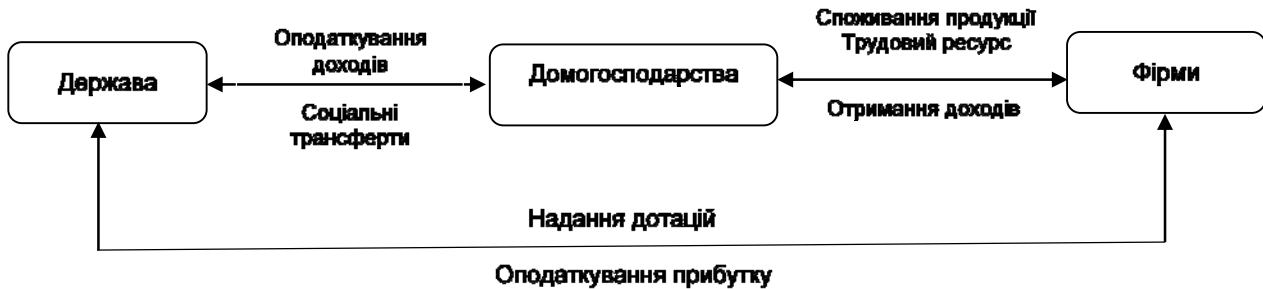 Споживання продукції
Трудовий ресурс
Оподаткування
доходів
Держава
Домогосподарства
Фірми
Соціальні
трансферти
Отримання доходів
Надання дотацій
Оподаткування прибутку